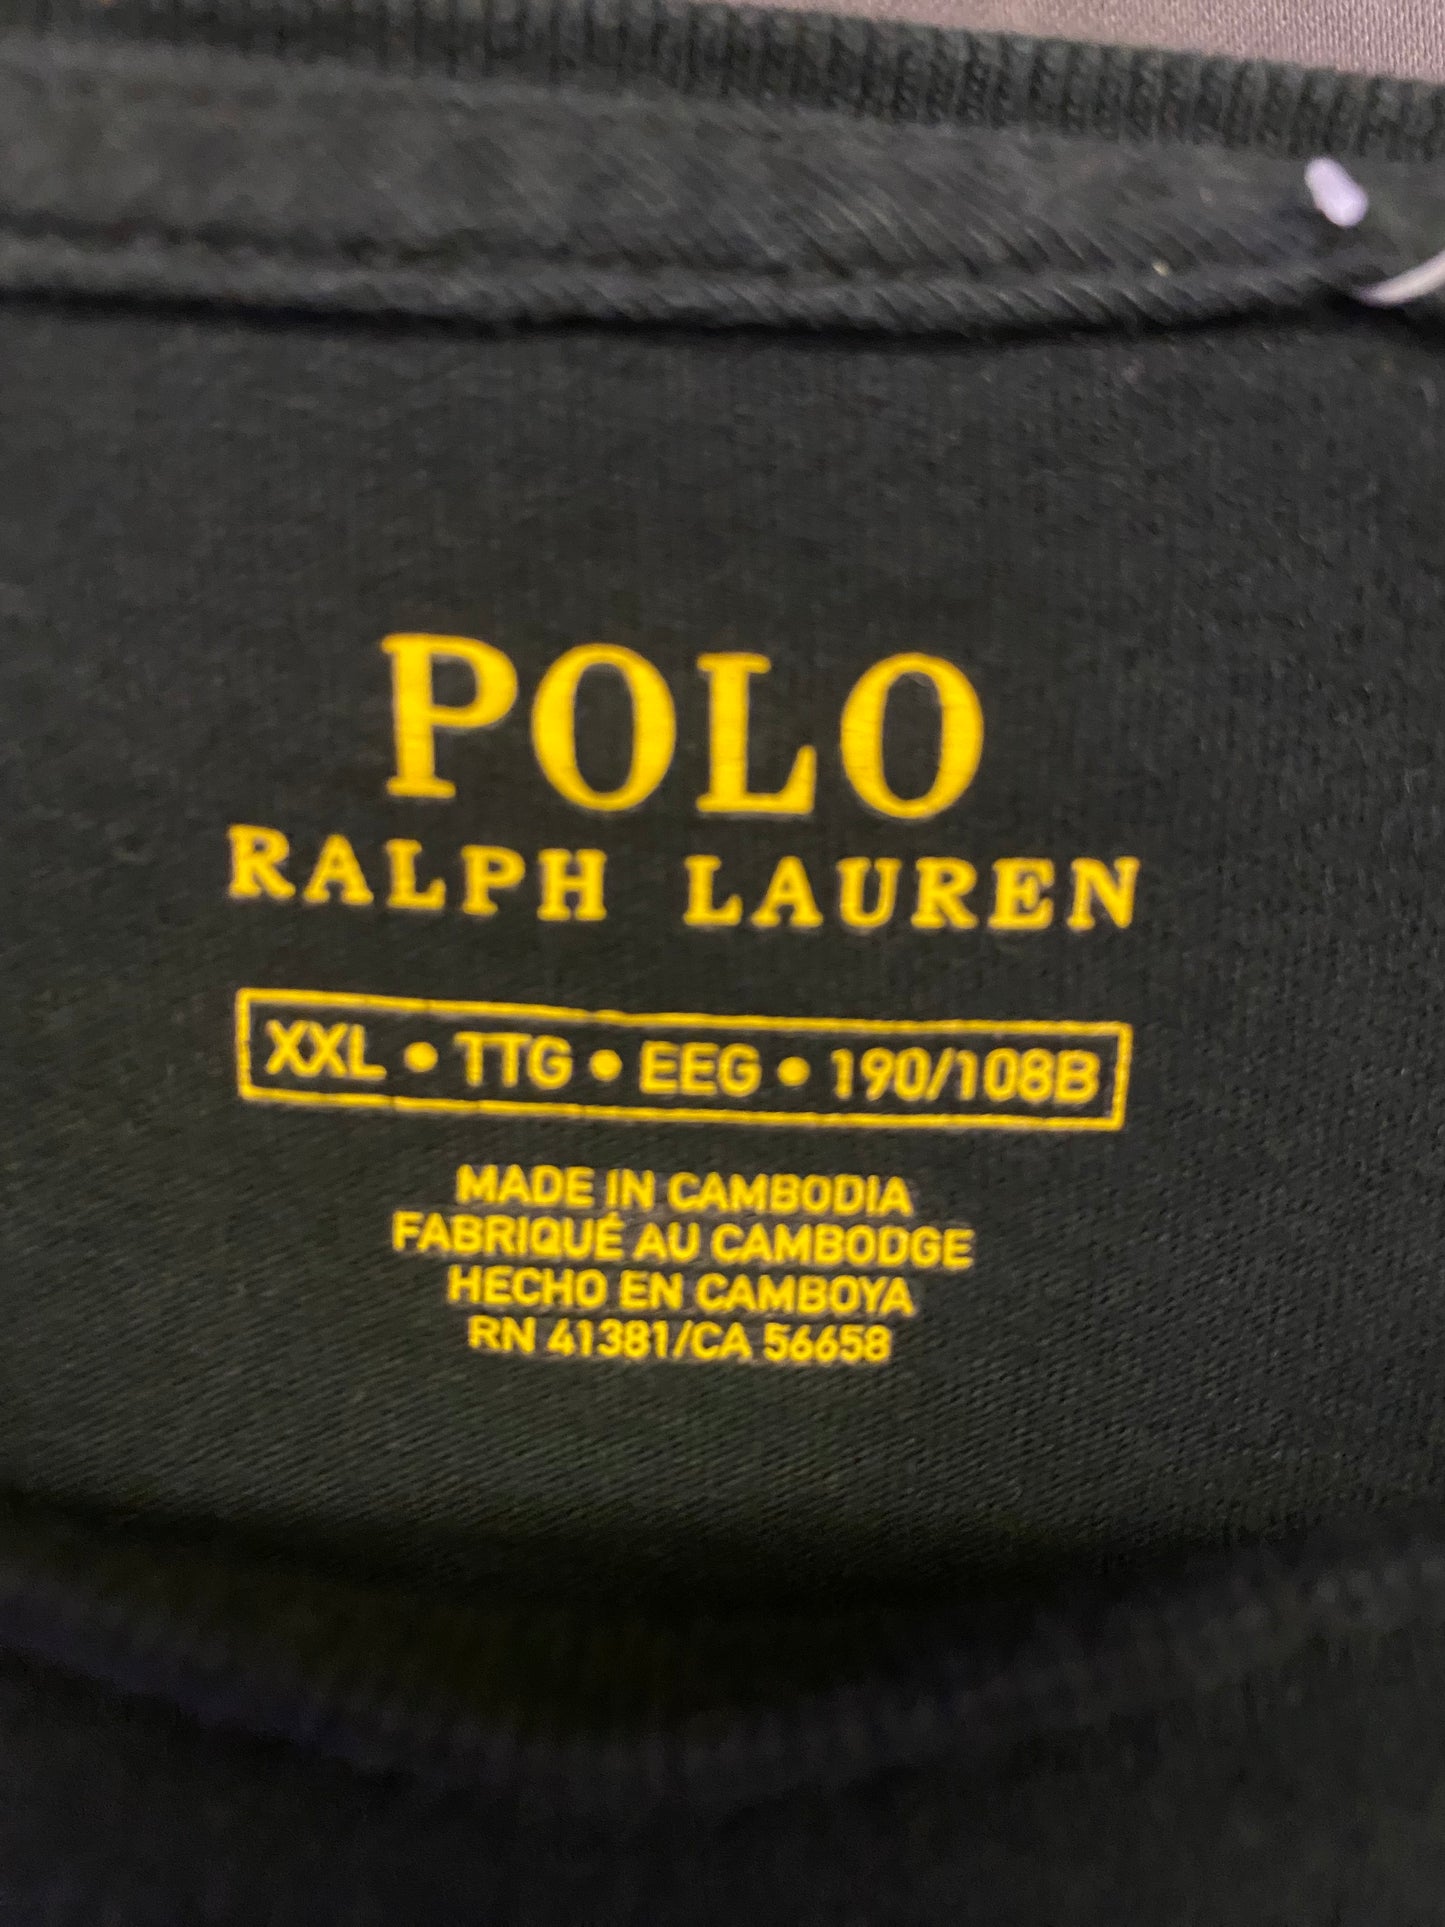 POLO
RALPH LAUREN
XXL • TTG • EEG • 190/108B
MADE IN CAMBODIA
FABRIQUÉ AU CAMBODGE
HECHO EN CAMBOYA
RN 41381/CA 56658